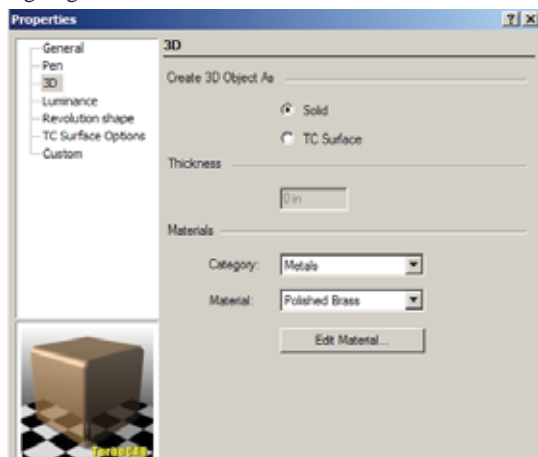 Properties
General
Pen
3D
Luminance
Revolution shape
TC Surface Options
Custom
3D
Create 3D Object As
Solid
TC Surface
Thickness
0 in
Materials
Category: Metals
Material: Polished Brass
Edit Material...